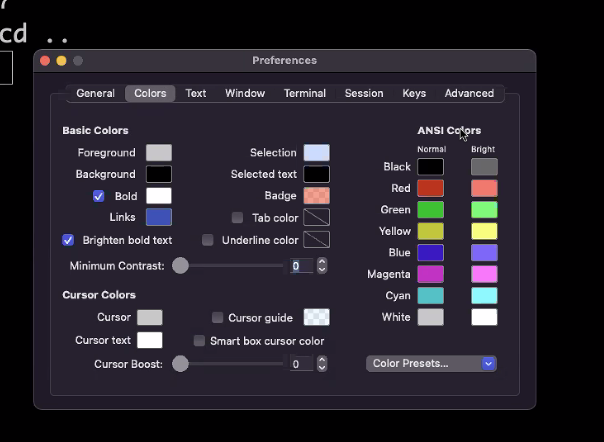 cd ..
Preferences
General Colors Text Window Terminal Session Keys Advanced
Basic Colors
Foreground
Background
Bold
Links
Brighten bold text
Selection
Selected text
Badge
Tab color
Underline color
Minimum Contrast: 0
Cursor Colors
Cursor
Cursor text
Cursor guide
Smart box cursor color
Cursor Boost: 0
ANSI Colors
Normal Bright
Black
Red
Green
Yellow
Blue
Magenta
Cyan
White
Color Presets...